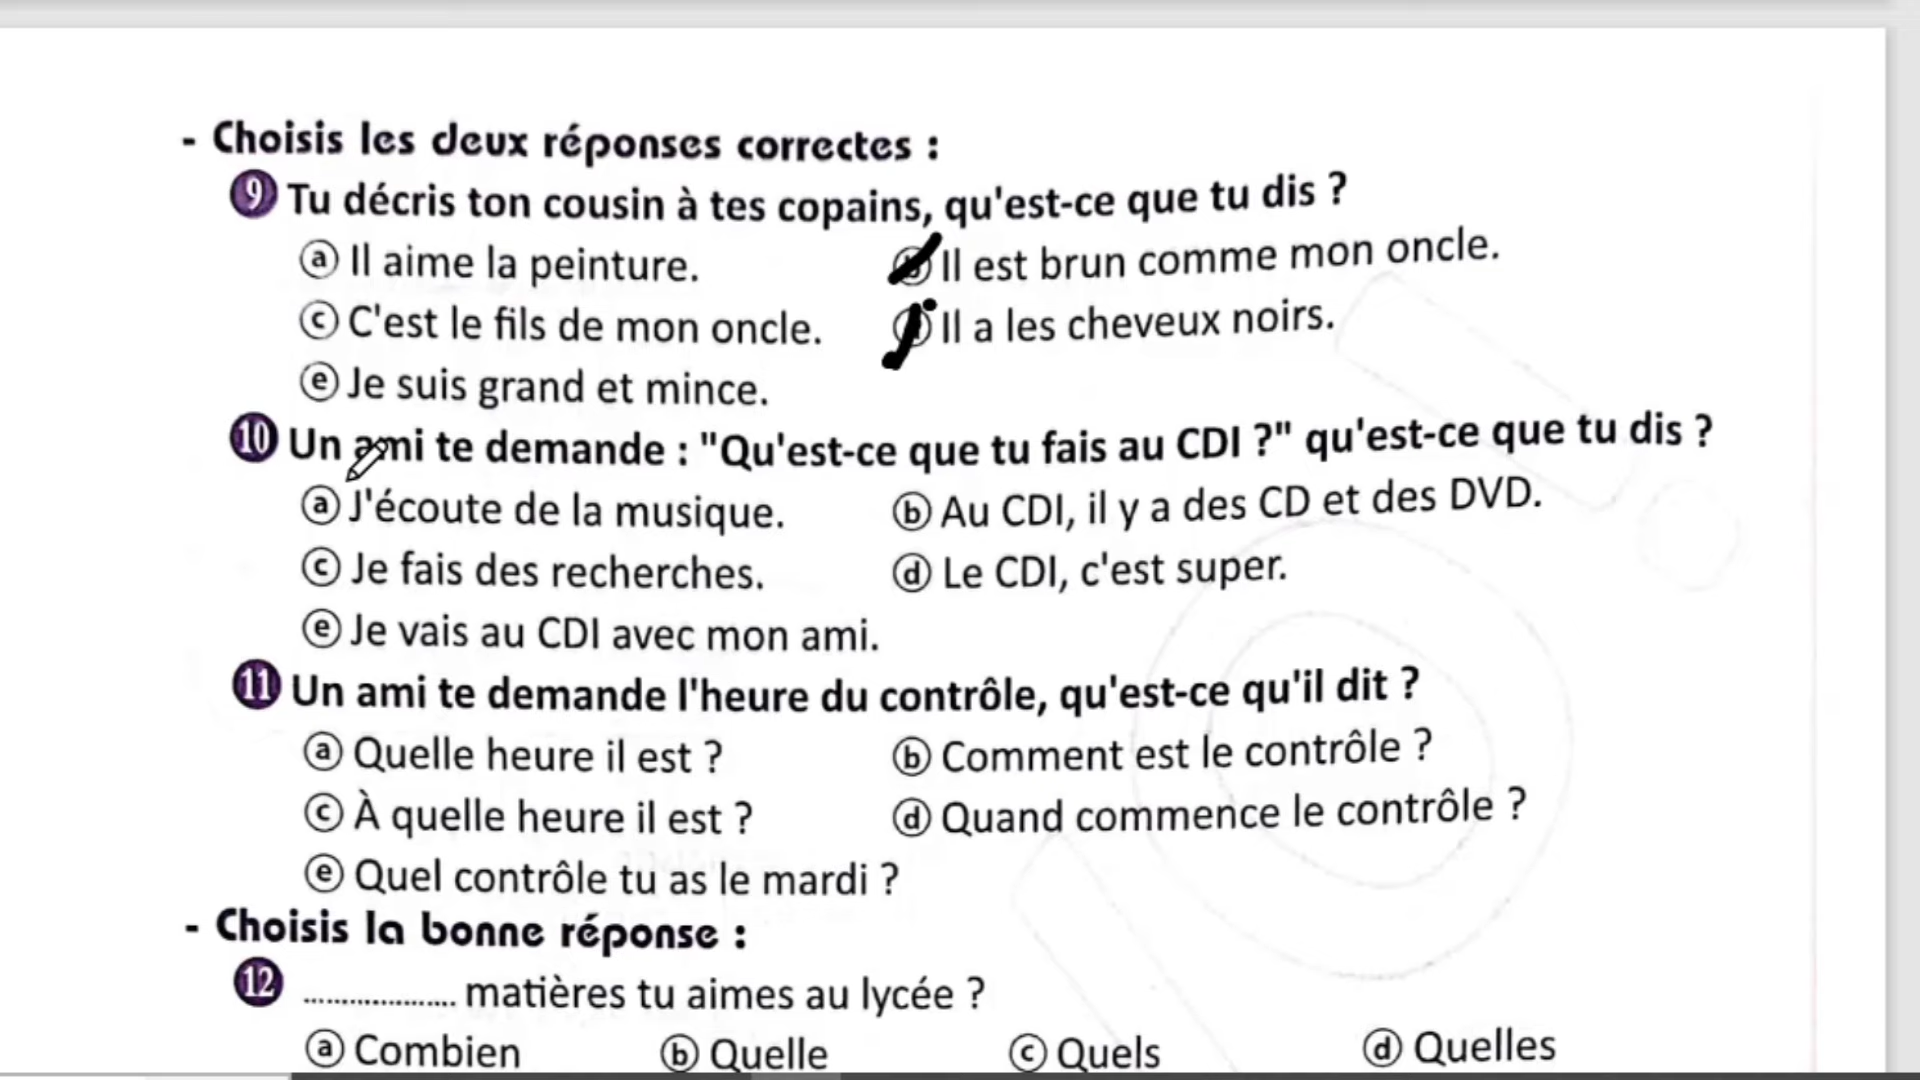 - Choisis les deux réponses correctes :
9 Tu décris ton cousin à tes copains, qu'est-ce que tu dis ?
a Il aime la peinture. b Il est brun comme mon oncle.
c C'est le fils de mon oncle. d Il a les cheveux noirs.
e Je suis grand et mince.
10 Un ami te demande : "Qu'est-ce que tu fais au CDI ?" qu'est-ce que tu dis ?
a J'écoute de la musique. b Au CDI, il y a des CD et des DVD.
c Je fais des recherches. d Le CDI, c'est super.
e Je vais au CDI avec mon ami.
11 Un ami te demande l'heure du contrôle, qu'est-ce qu'il dit ?
a Quelle heure il est ? b Comment est le contrôle ?
c À quelle heure il est ? d Quand commence le contrôle ?
e Quel contrôle tu as le mardi ?
- Choisis la bonne réponse :
12 .................... matières tu aimes au lycée ?
a Combien b Quelle c Quels d Quelles